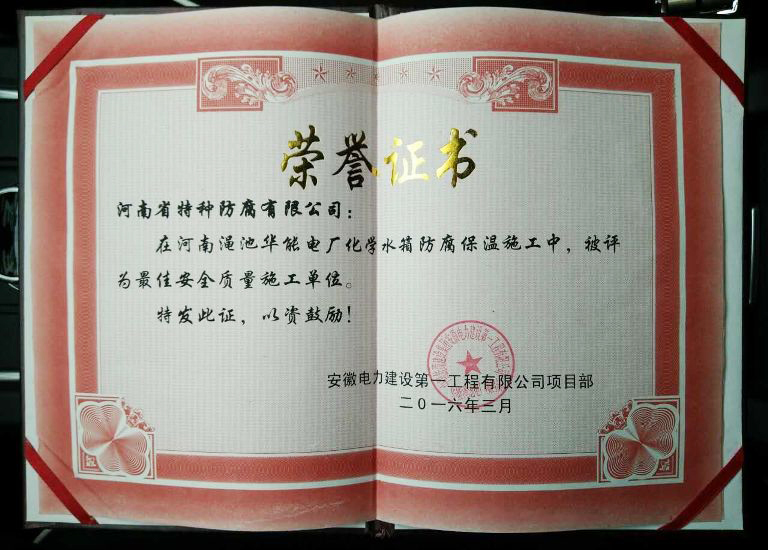 荣誉证书
河南省特种防腐有限公司：
在河南渑池华能电厂化学水箱防腐保温施工中，被评
为最佳安全质量施工单位。
特发此证，以资鼓励！
安徽电力建设第一工程有限公司项目部
二0一六年三月